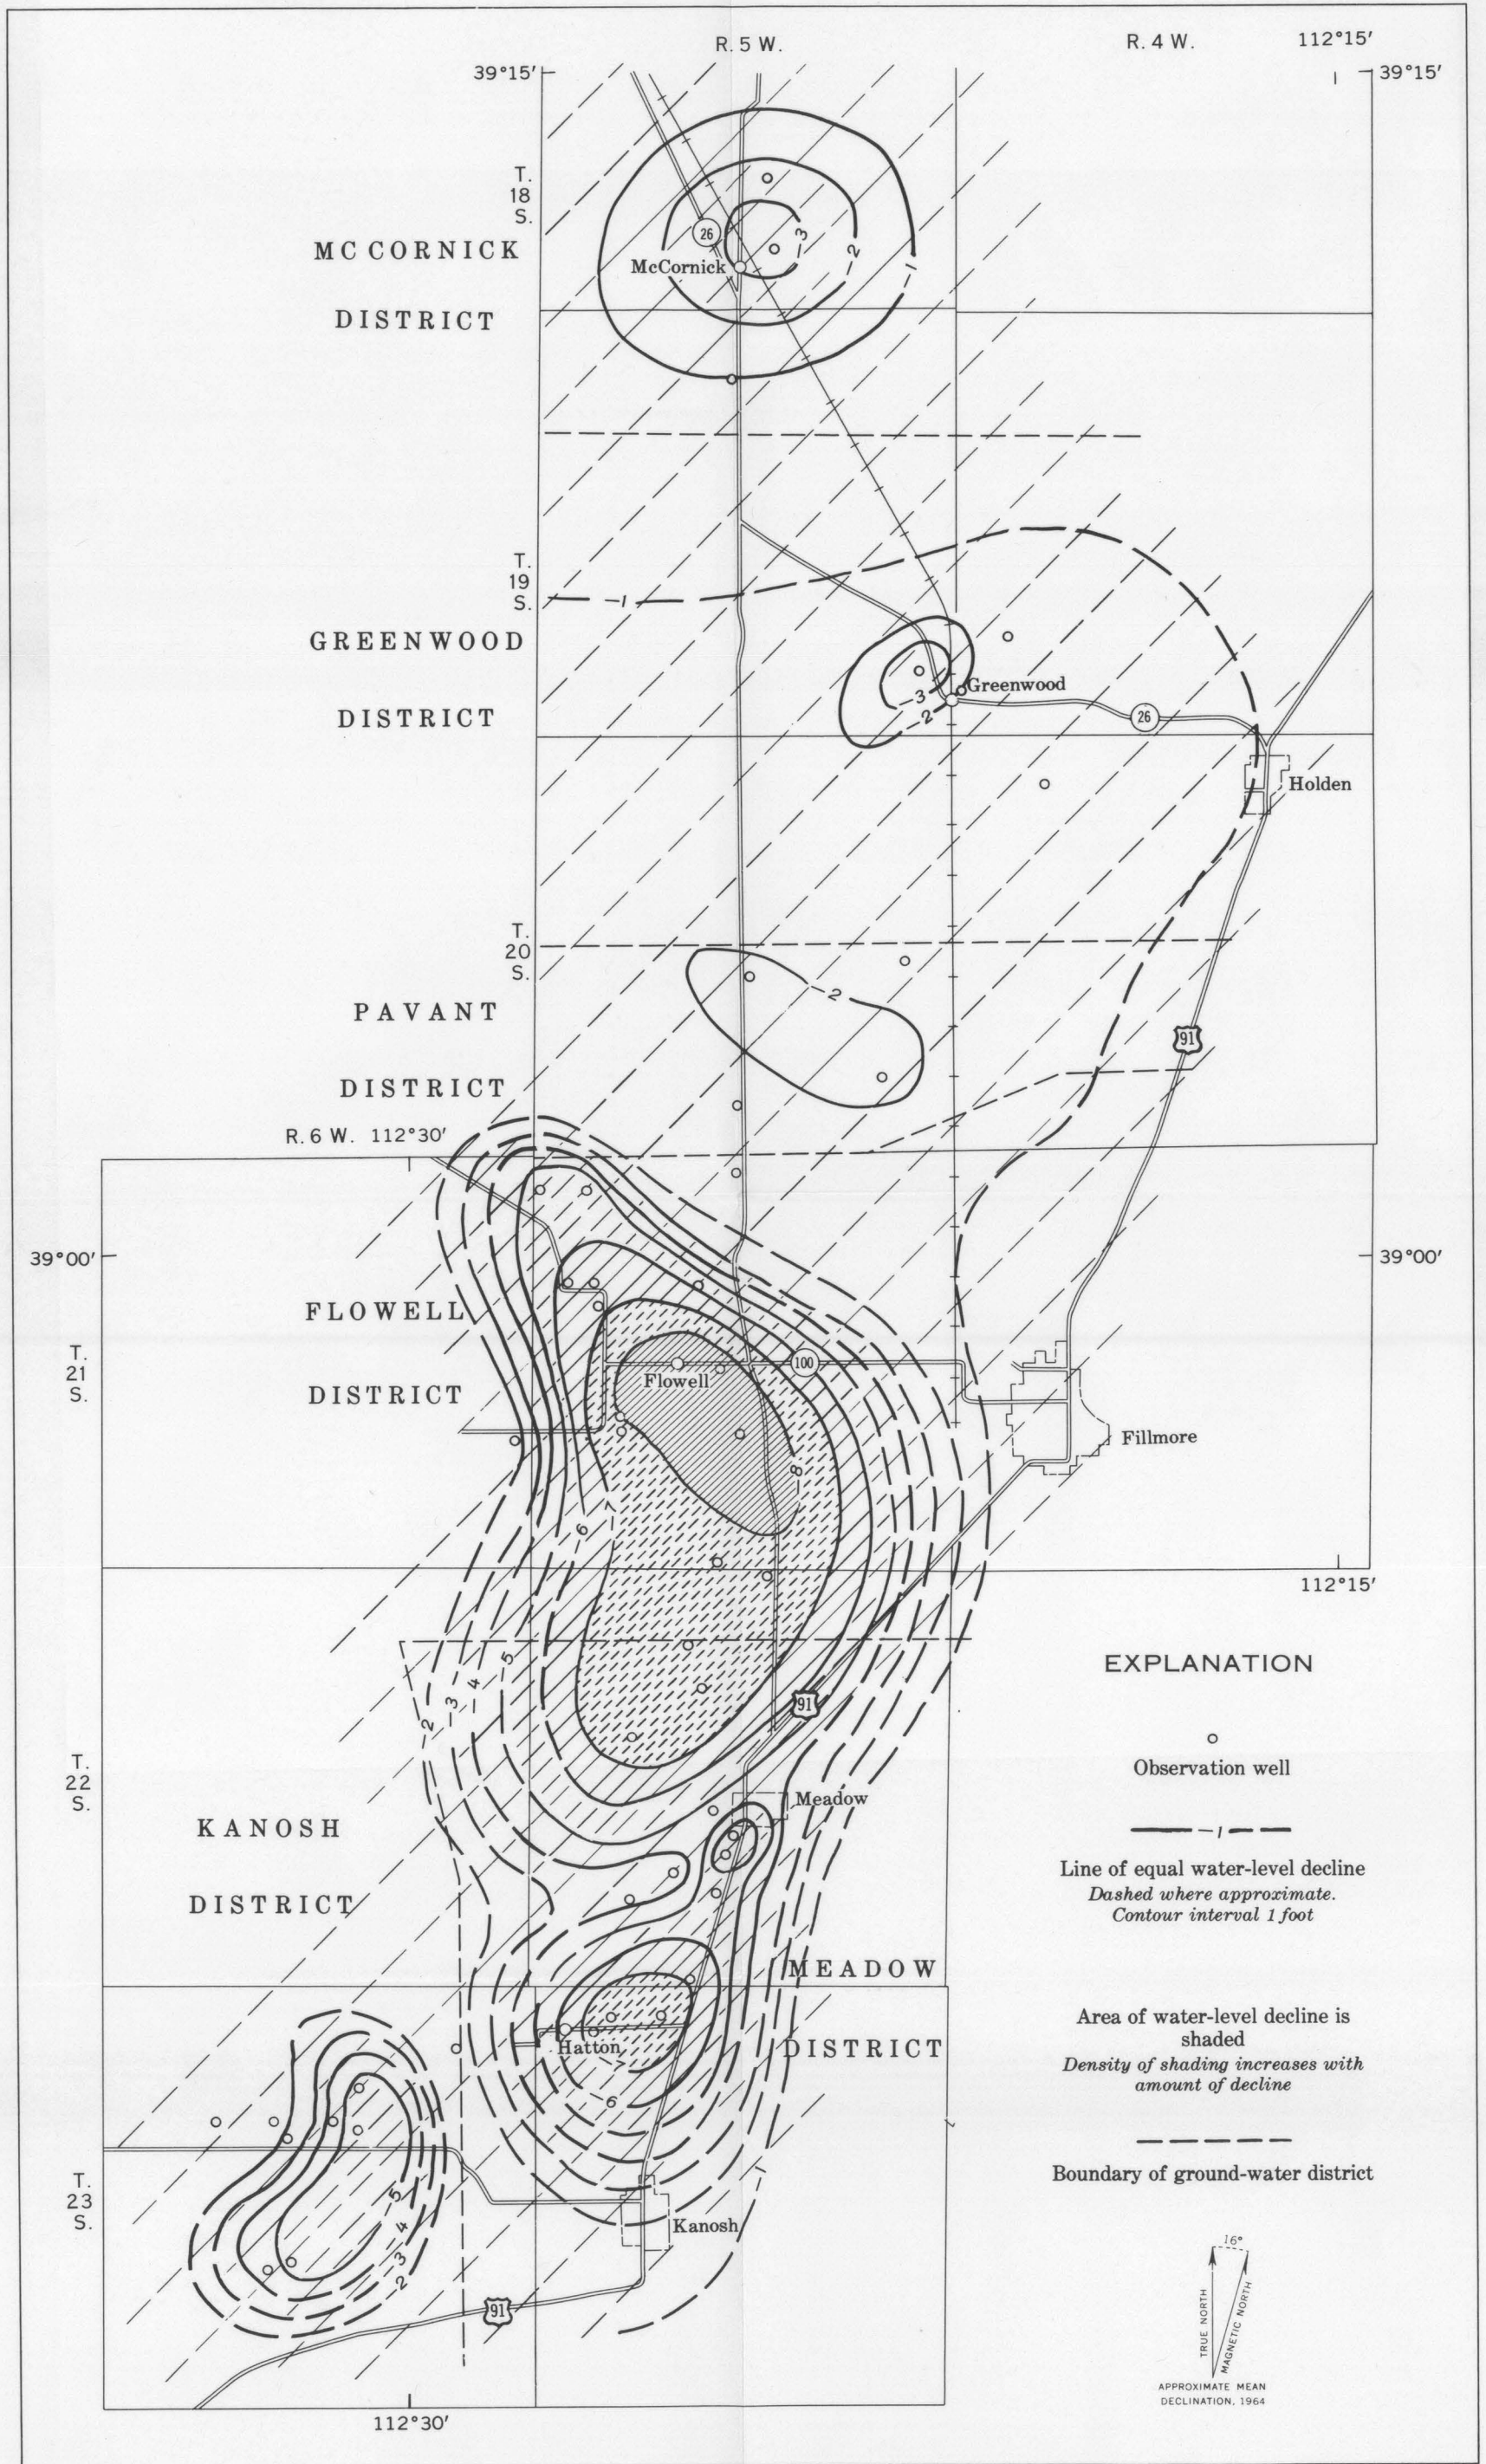 R. 5 W.
R. 4 W.
112°15′
39°15′
39°15′
T.
18
S.
MC CORNICK
DISTRICT
26
McCornick
-3
-2
-1
T.
19
S.
-1
GREENWOOD
DISTRICT
Greenwood
-3
-2
26
Holden
T.
20
S.
-2
PAVANT
DISTRICT
91
R. 6 W. 112°30′
39°00′
39°00′
FLOWELL
DISTRICT
T.
21
S.
100
Flowell
Fillmore
-8
-7
-6
112°15′
-5
-4
-3
-2
91
T.
22
S.
KANOSH
DISTRICT
Meadow
MEADOW
DISTRICT
Hatton
-7
-6
-1
T.
23
S.
-5
-4
-3
-2
Kanosh
91
112°30′
EXPLANATION
Observation well
-1
Line of equal water-level decline
Dashed where approximate.
Contour interval 1 foot
Area of water-level decline is
shaded
Density of shading increases with
amount of decline
Boundary of ground-water district
16°
TRUE NORTH
MAGNETIC NORTH
APPROXIMATE MEAN
DECLINATION, 1964